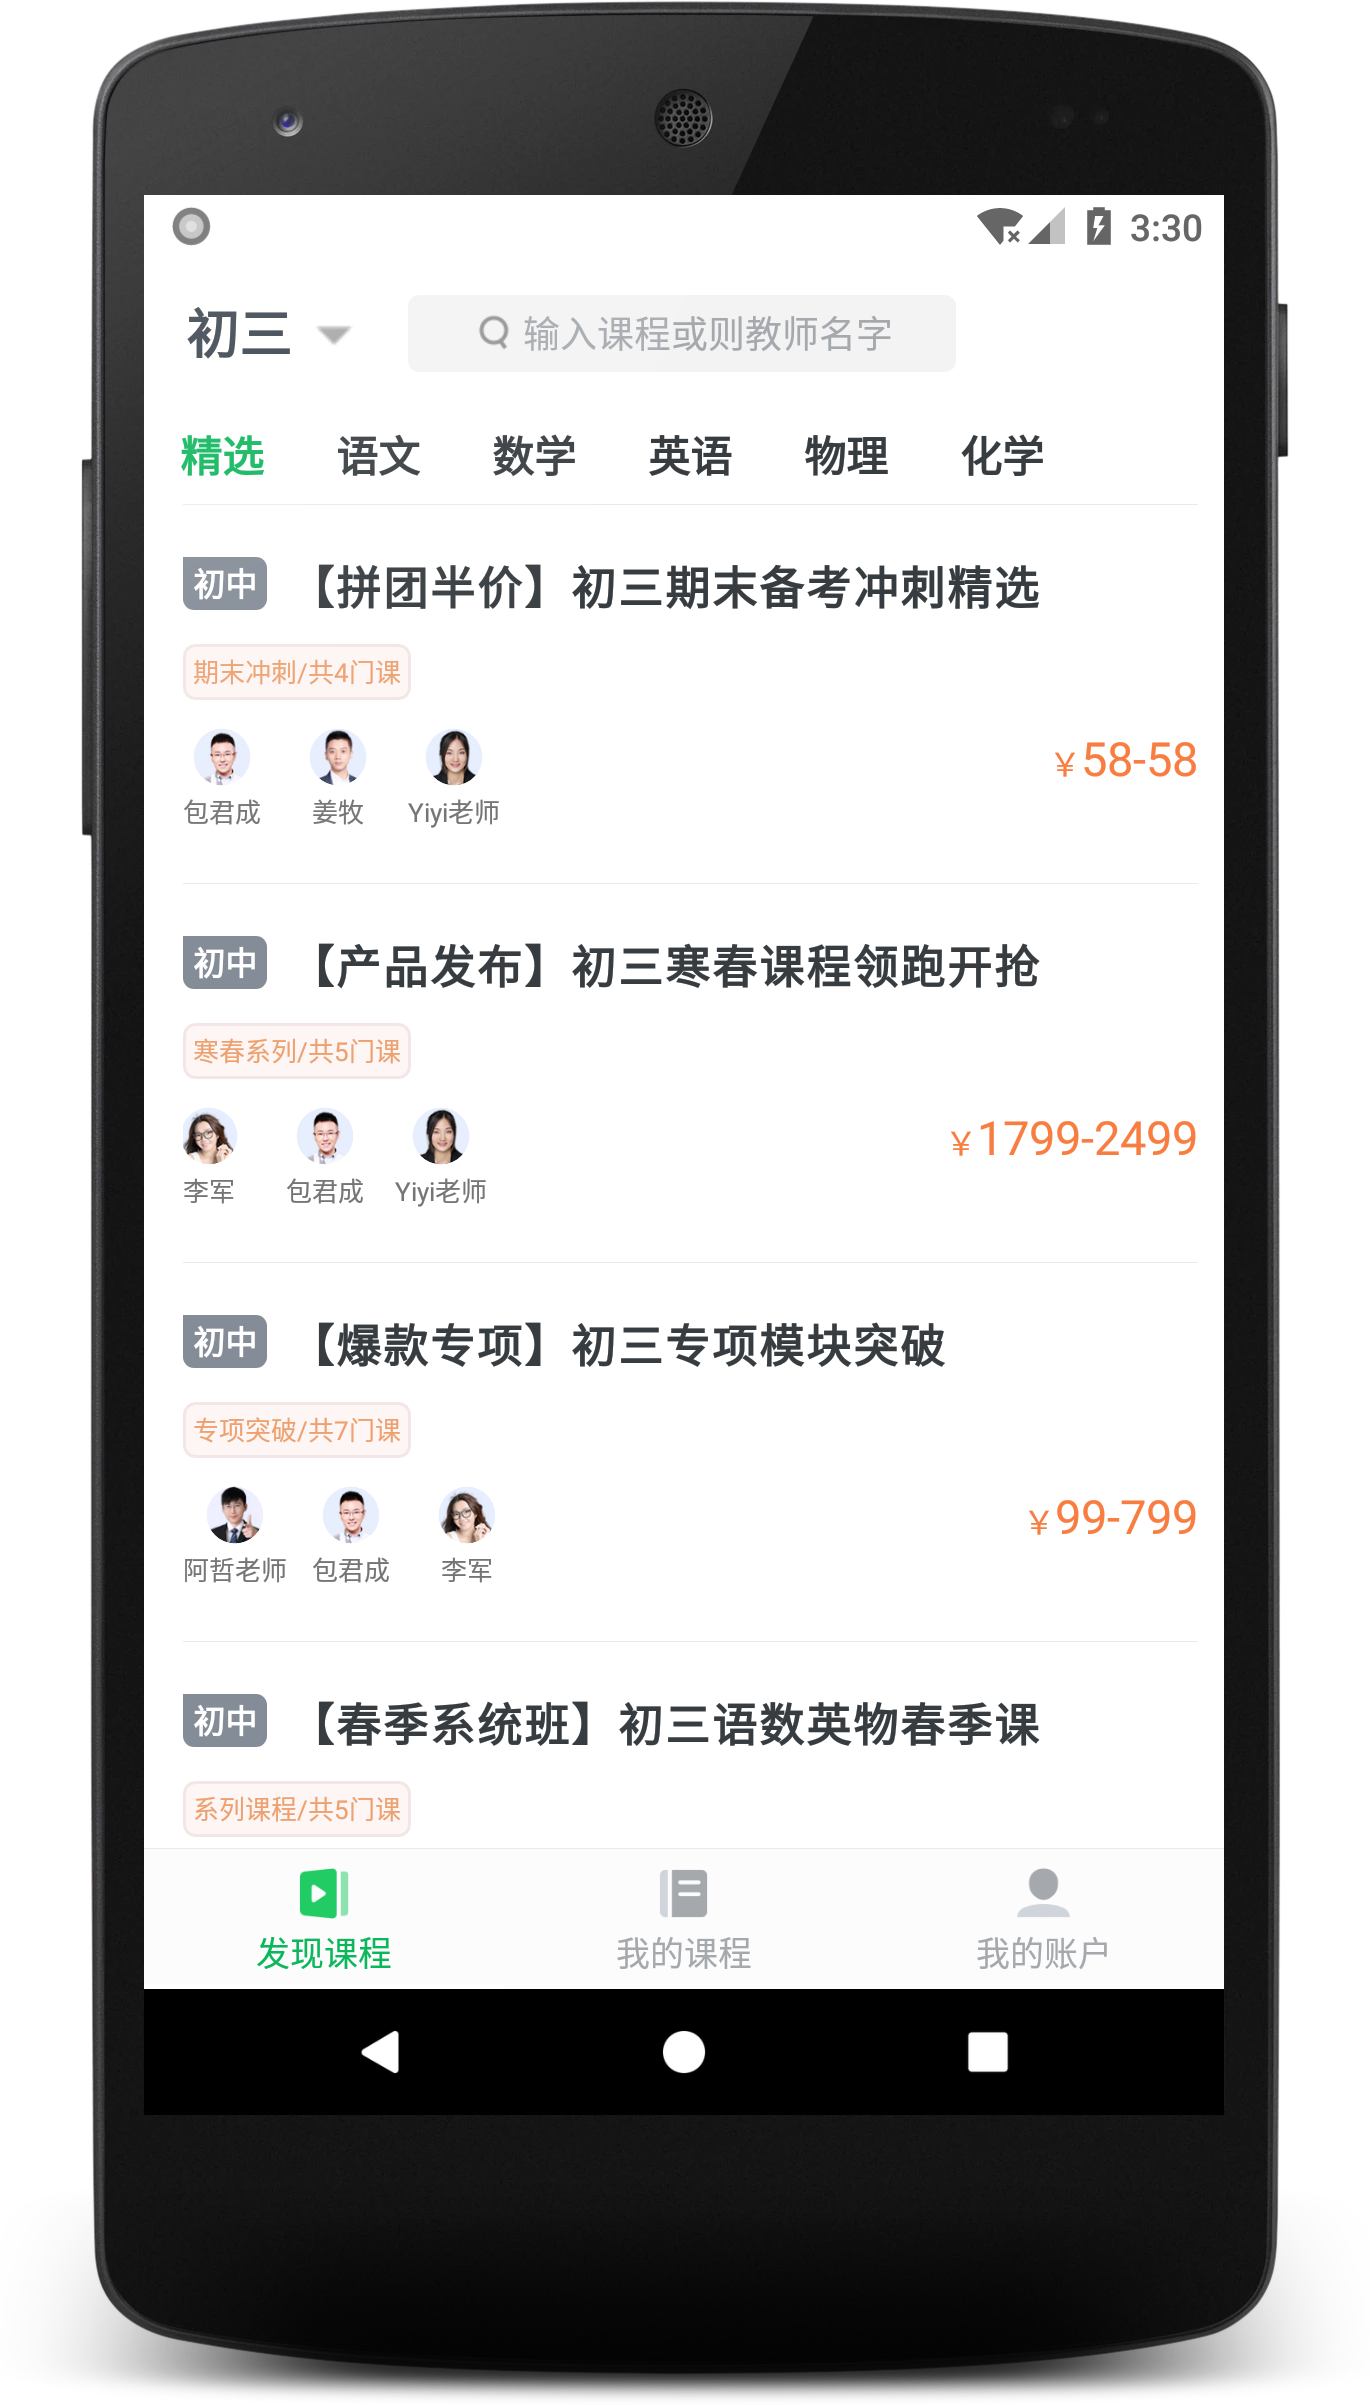 3:30
初三
输入课程或则教师名字
精选 语文 数学 英语 物理 化学
初中 【拼团半价】初三期末备考冲刺精选
期末冲刺/共4门课
¥58-58
包君成 姜牧 Yiyi老师
初中 【产品发布】初三寒春课程领跑开抢
寒春系列/共5门课
¥1799-2499
李军 包君成 Yiyi老师
初中 【爆款专项】初三专项模块突破
专项突破/共7门课
¥99-799
阿哲老师 包君成 李军
初中 【春季系统班】初三语数英物春季课
系列课程/共5门课
发现课程 我的课程 我的账户